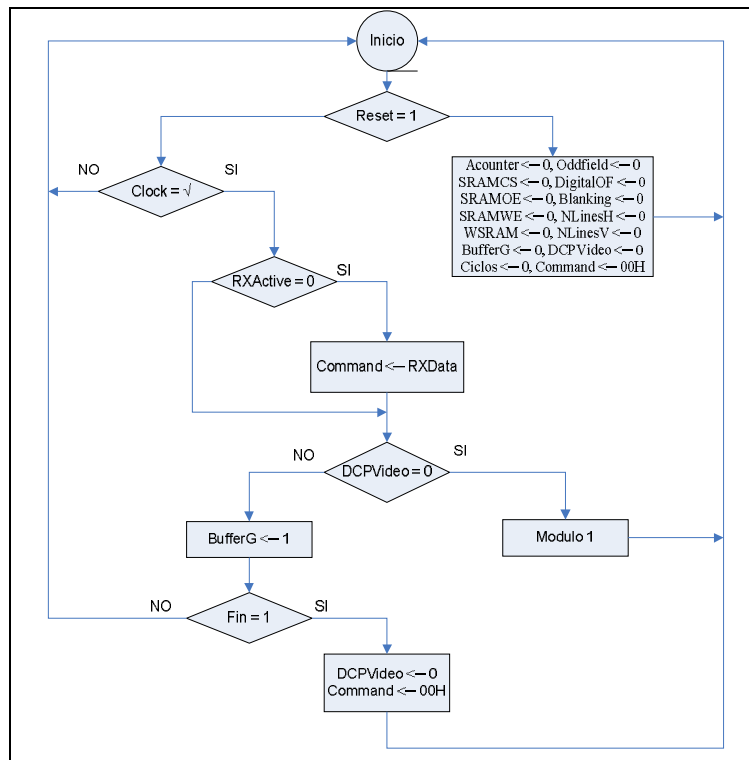 Inicio
Reset = 1
NO
SI
Clock = √
Acounter <— 0, Oddfield <— 0
SRAMCS <— 0, DigitalOF <— 0
SRAMOE <— 0, Blanking <— 0
SRAMWE <— 0, NLinesH <— 0
WSRAM <— 0, NLinesV <— 0
BufferG <— 0, DCPVideo <— 0
Ciclos <— 0, Command <— 00H
RXActive = 0
SI
Command <— RXData
NO
SI
DCPVideo = 0
BufferG <— 1
Modulo 1
NO
SI
Fin = 1
DCPVideo <— 0
Command <— 00H